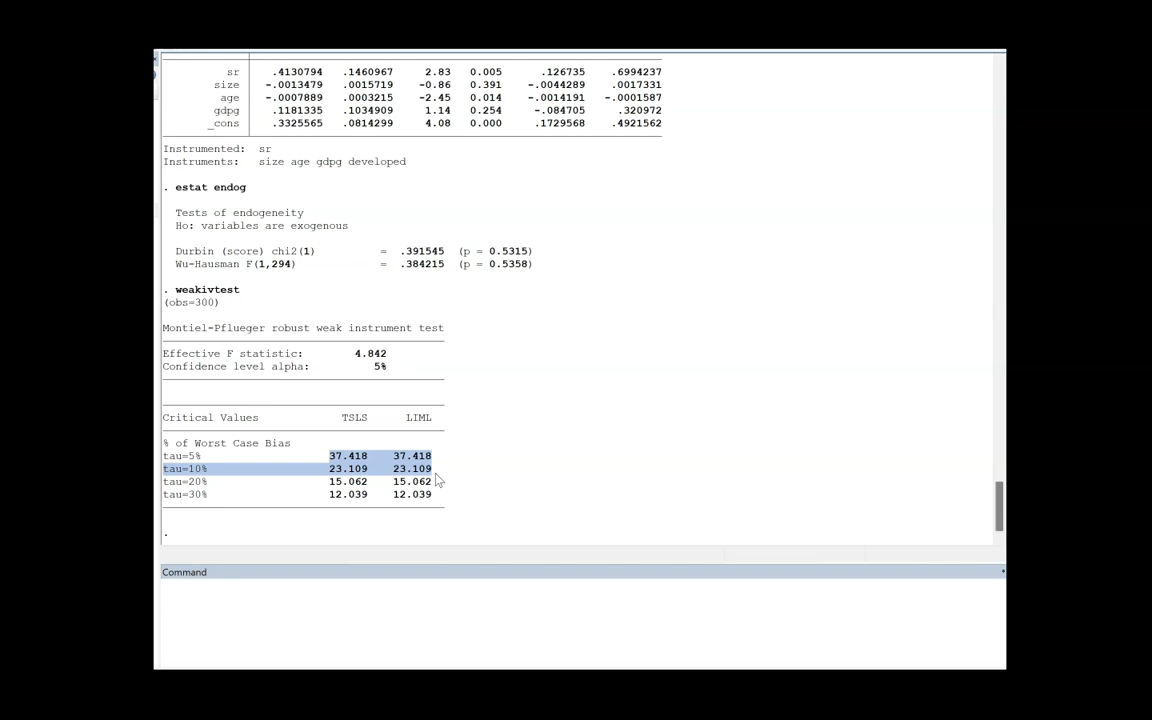 sr .4130794 .1460967 2.83 0.005 .126735 .6994237
size -.0013479 .0015719 -0.86 0.391 -.0044289 .0017331
age -.0007889 .0003215 -2.45 0.014 -.0014191 -.0001587
gdpg .1181335 .1034909 1.14 0.254 -.084705 .320972
_cons .3325565 .0814299 4.08 0.000 .1729568 .4921562
Instrumented: sr
Instruments: size age gdpg developed
. estat endog
Tests of endogeneity
Ho: variables are exogenous
Durbin (score) chi2(1) = .391545 (p = 0.5315)
Wu-Hausman F(1,294) = .384215 (p = 0.5358)
. weakivtest
(obs=300)
Montiel-Pflueger robust weak instrument test
Effective F statistic: 4.842
Confidence level alpha: 5%
Critical Values TSLS LIML
% of Worst Case Bias
tau=5% 37.418 37.418
tau=10% 23.109 23.109
tau=20% 15.062 15.062
tau=30% 12.039 12.039
.
Command